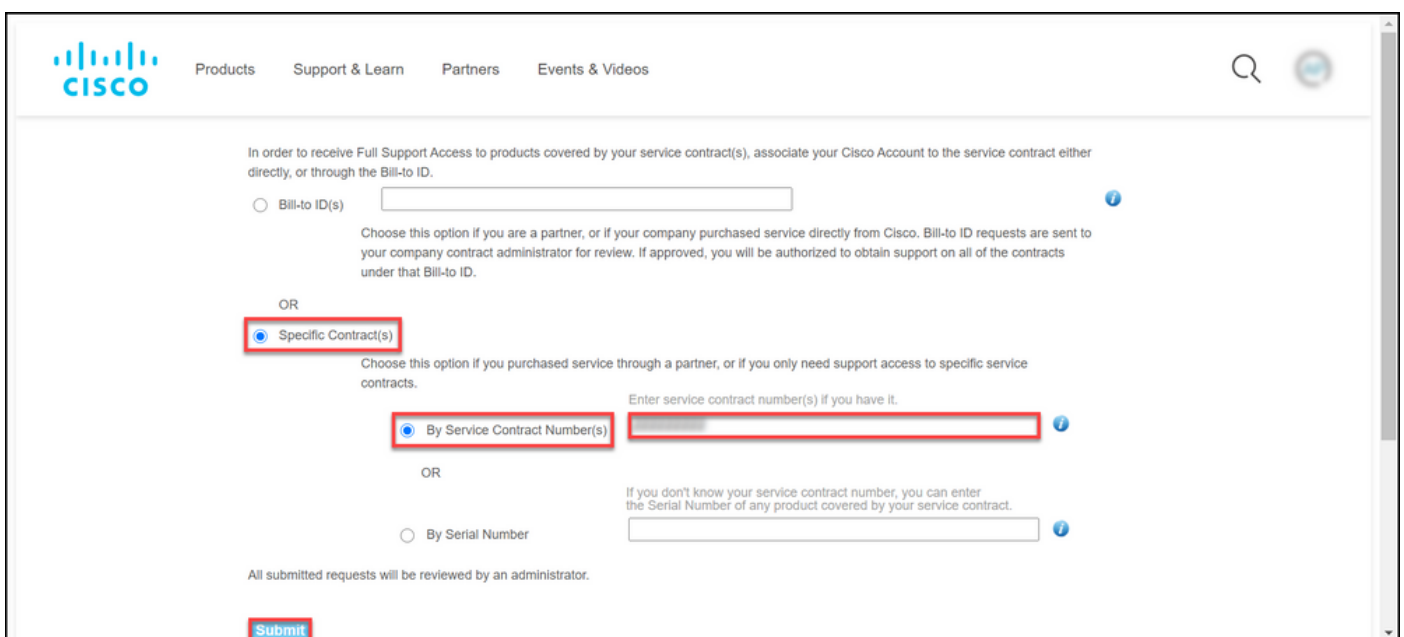 CISCO
Products Support & Learn Partners Events & Videos
In order to receive Full Support Access to products covered by your service contract(s), associate your Cisco Account to the service contract either
directly, or through the Bill-to ID.
Bill-to ID(s)
Choose this option if you are a partner, or if your company purchased service directly from Cisco. Bill-to ID requests are sent to
your company contract administrator for review. If approved, you will be authorized to obtain support on all of the contracts
under that Bill-to ID.
OR
Specific Contract(s)
Choose this option if you purchased service through a partner, or if you only need support access to specific service
contracts.
Enter service contract number(s) if you have it.
By Service Contract Number(s)
OR
If you don't know your service contract number, you can enter
the Serial Number of any product covered by your service contract.
By Serial Number
All submitted requests will be reviewed by an administrator.
Submit